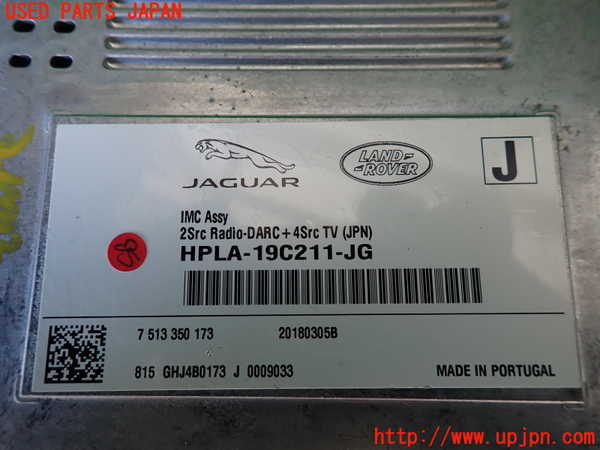 USED PARTS JAPAN
JAGUAR
LAND ROVER
J
IMC Assy
2Src Radio-DARC+4Src TV (JPN)
HPLA-19C211-JG
7 513 350 173 20180305B
815 GHJ4B0173 J 0009033 MADE IN PORTUGAL
http://www.upjpn.com/